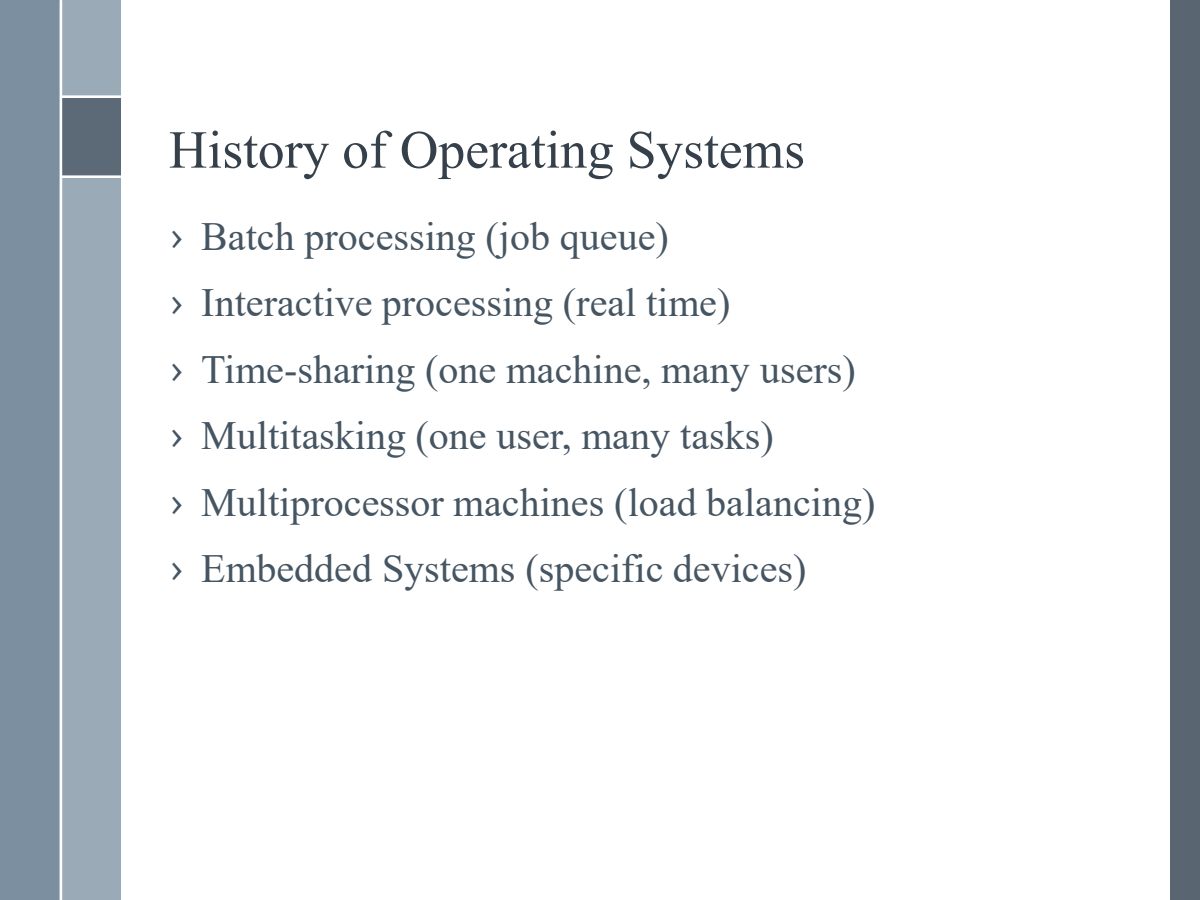 History of Operating Systems
› Batch processing (job queue)
› Interactive processing (real time)
› Time-sharing (one machine, many users)
› Multitasking (one user, many tasks)
› Multiprocessor machines (load balancing)
› Embedded Systems (specific devices)